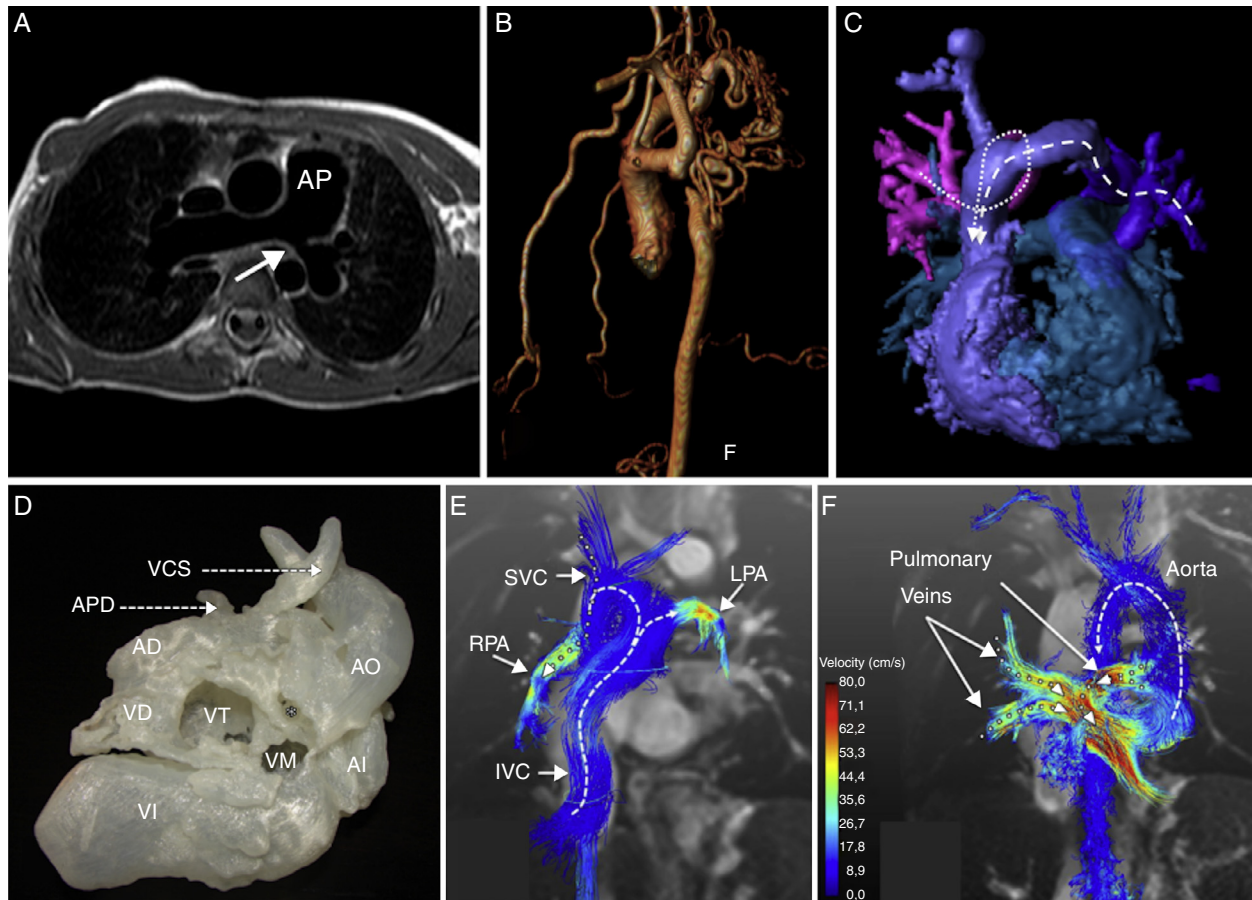 A
AP
B
F
C
D
VCS
APD
AD
AO
VD
VT
VM
AI
VI
E
SVC
LPA
RPA
IVC
F
Pulmonary
Veins
Aorta
Velocity (cm/s)
80,0
71,1
62,2
53,3
44,4
35,6
26,7
17,8
8,9
0,0